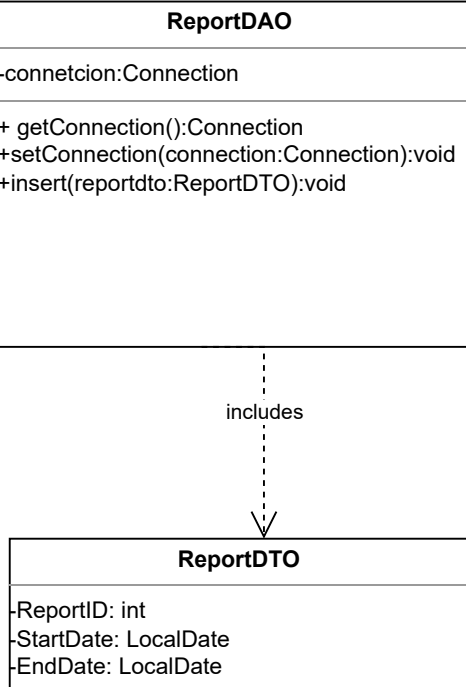 ReportDAO
-connetcion:Connection
+ getConnection():Connection
+setConnection(connection:Connection):void
+insert(reportdto:ReportDTO):void
includes
ReportDTO
-ReportID: int
-StartDate: LocalDate
-EndDate: LocalDate